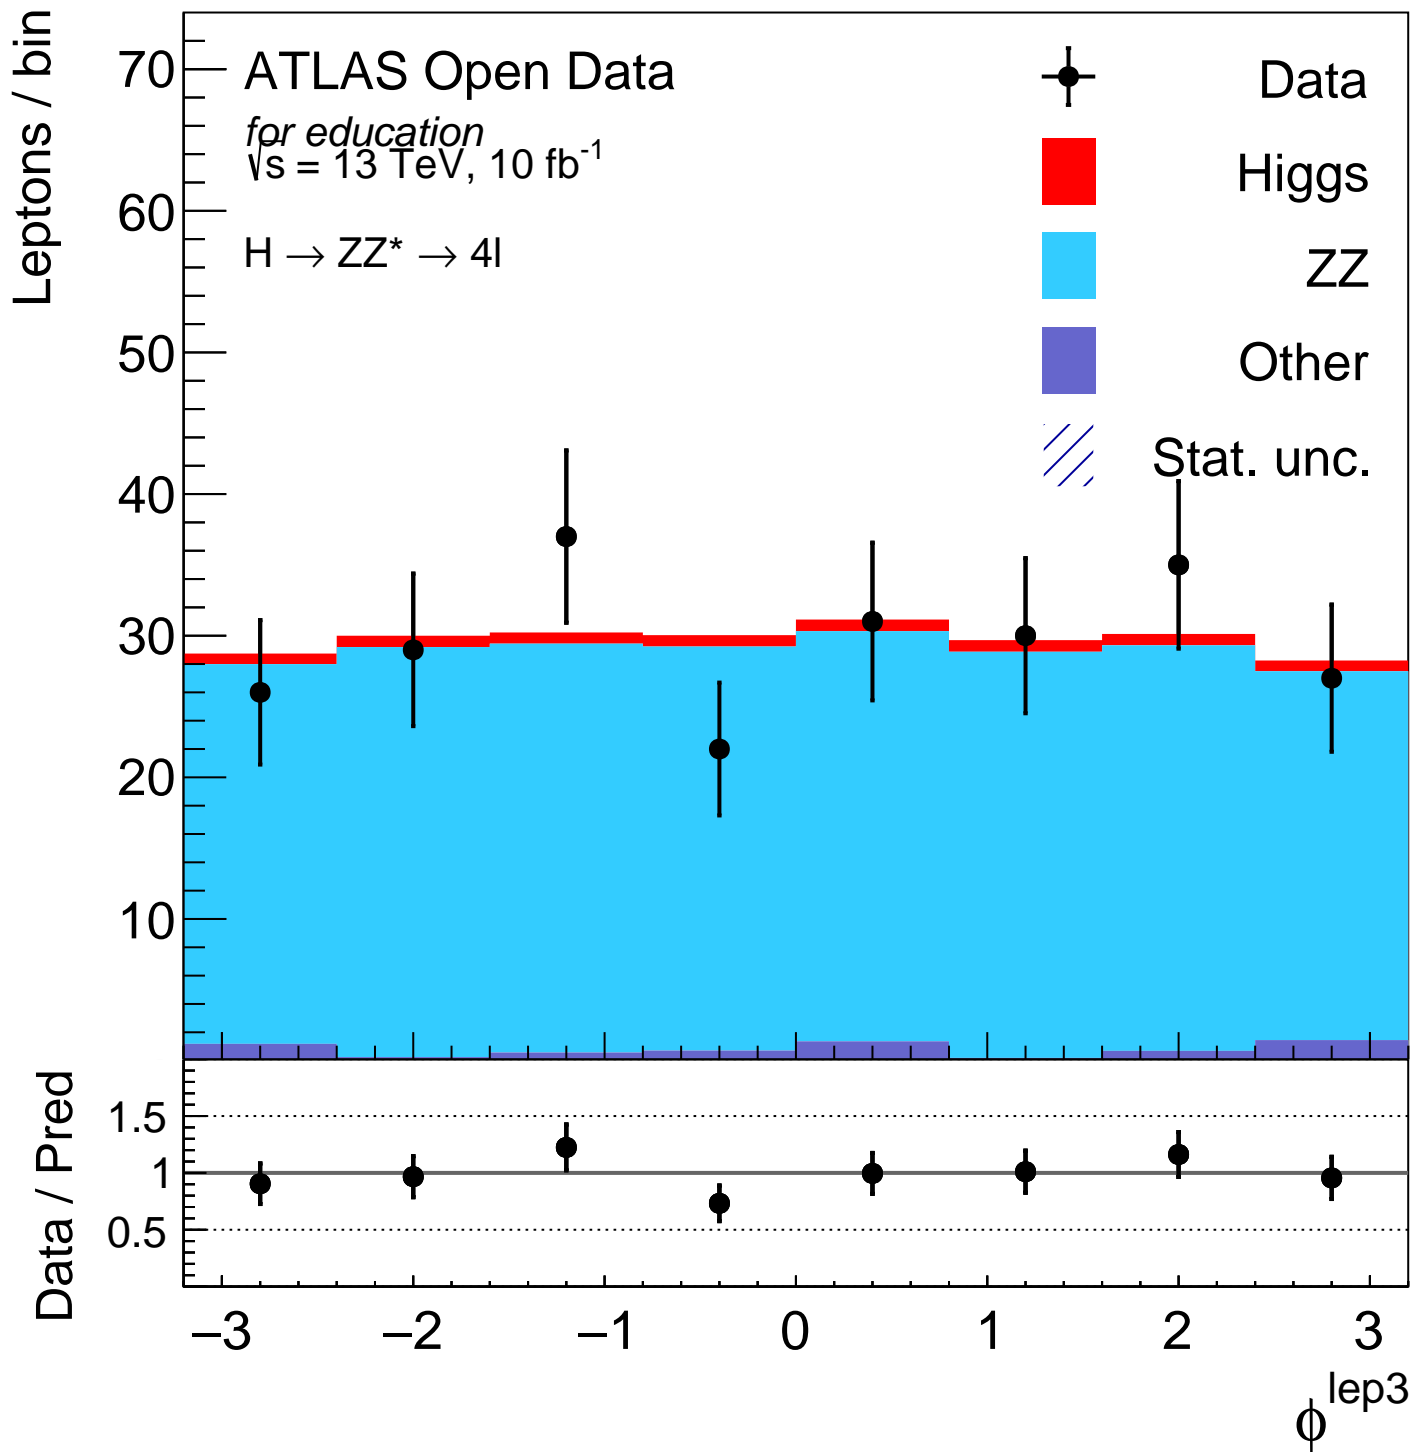 Leptons / bin
70
60
50
40
30
20
10
ATLAS Open Data
for education
√s = 13 TeV, 10 fb⁻¹
H → ZZ* → 4l
Data
Higgs
ZZ
Other
Stat. unc.
Data / Pred
1.5
1
0.5
−3 −2 −1 0 1 2 3
ϕ^lep3